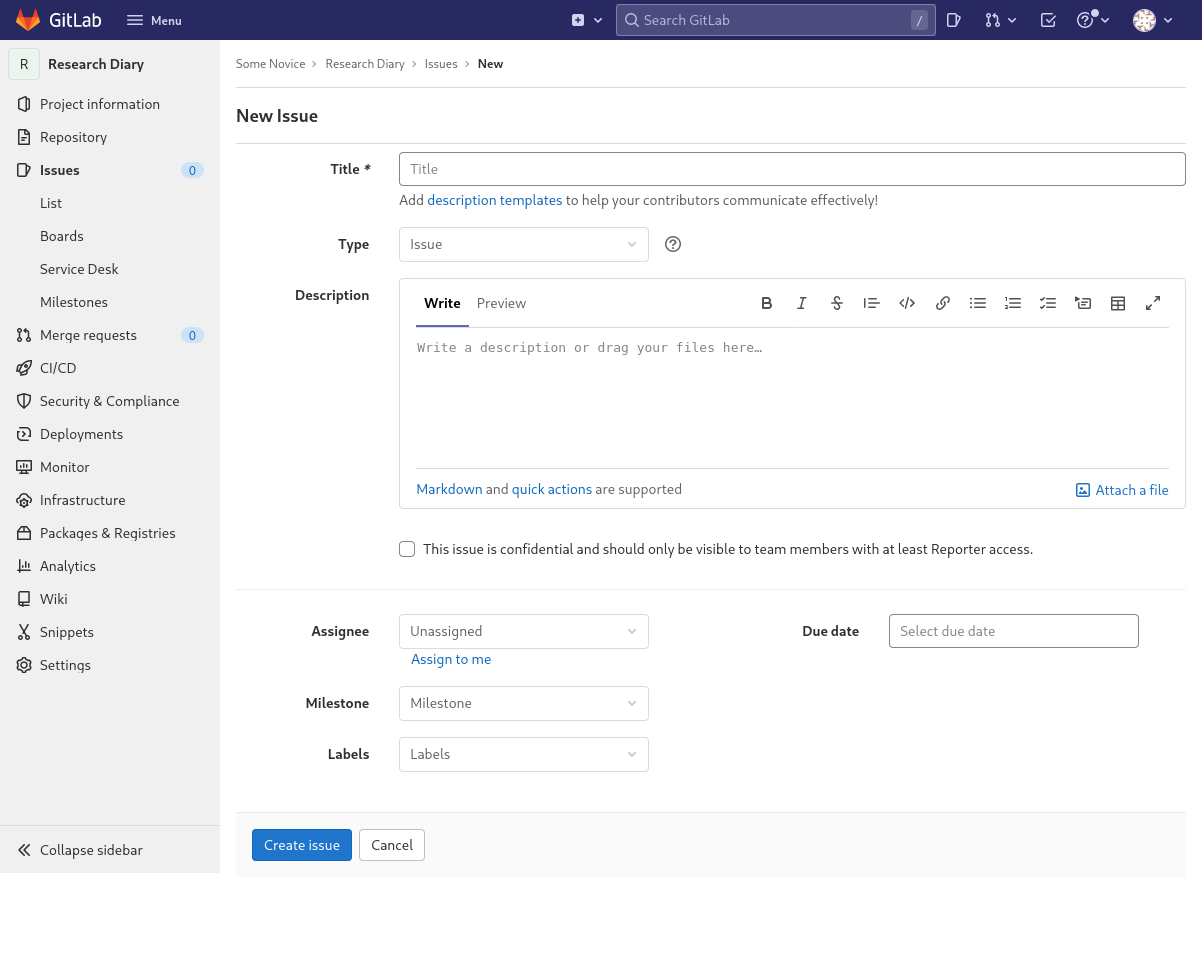 GitLab Menu Search GitLab /
R Research Diary
Project information
Repository
Issues 0
List
Boards
Service Desk
Milestones
Merge requests 0
CI/CD
Security & Compliance
Deployments
Monitor
Infrastructure
Packages & Registries
Analytics
Wiki
Snippets
Settings
Collapse sidebar
Some Novice › Research Diary › Issues › New
New Issue
Title * Title
Add description templates to help your contributors communicate effectively!
Type Issue
Description Write Preview
Write a description or drag your files here…
Markdown and quick actions are supported Attach a file
This issue is confidential and should only be visible to team members with at least Reporter access.
Assignee Unassigned Due date Select due date
Assign to me
Milestone Milestone
Labels Labels
Create issue Cancel